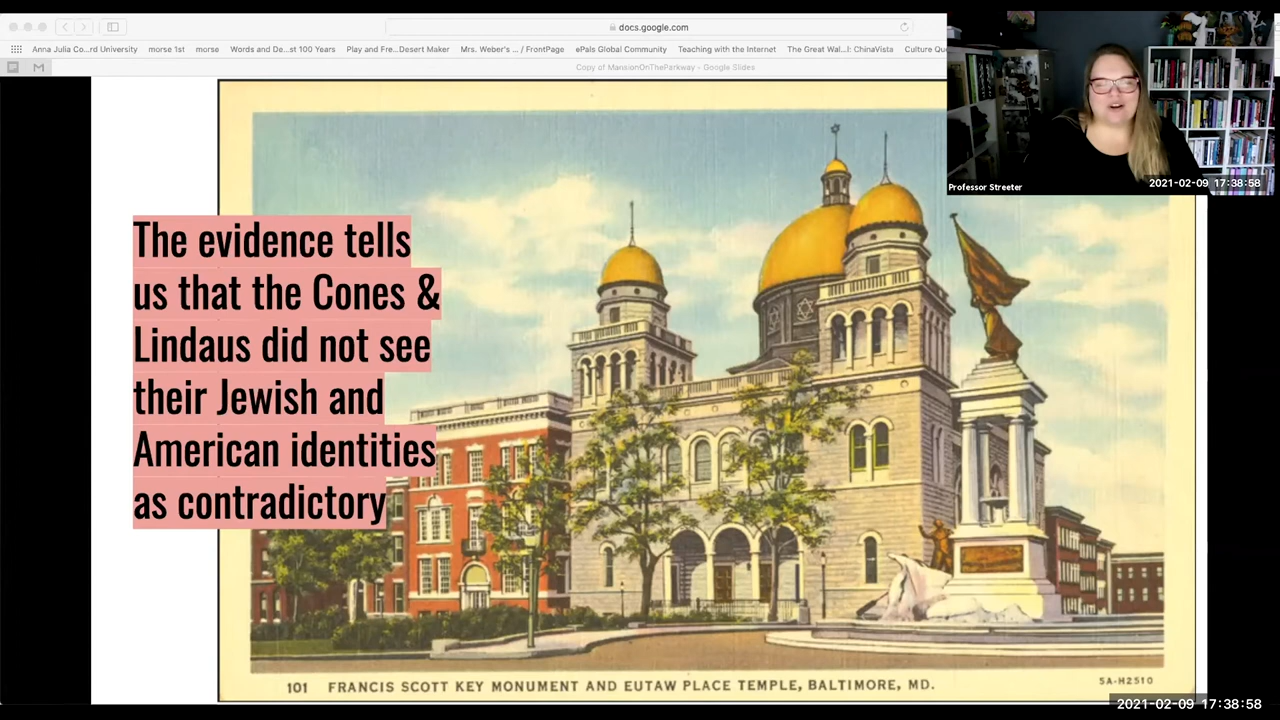 docs.google.com
Anna Julia Co...rd University morse 1st morse Words and De...st 100 Years Play and Fre...Desert Maker Mrs. Weber's ... / FrontPage ePals Global Community Teaching with the Internet The Great Wal...l: ChinaVista Culture Qu
Copy of MansionOnTheParkway - Google Slides
Professor Streeter
2021-02-09 17:38:58
The evidence tells
us that the Cones &
Lindaus did not see
their Jewish and
American identities
as contradictory
101 FRANCIS SCOTT KEY MONUMENT AND EUTAW PLACE TEMPLE, BALTIMORE, MD.
5A-H2510
2021-02-09 17:38:58